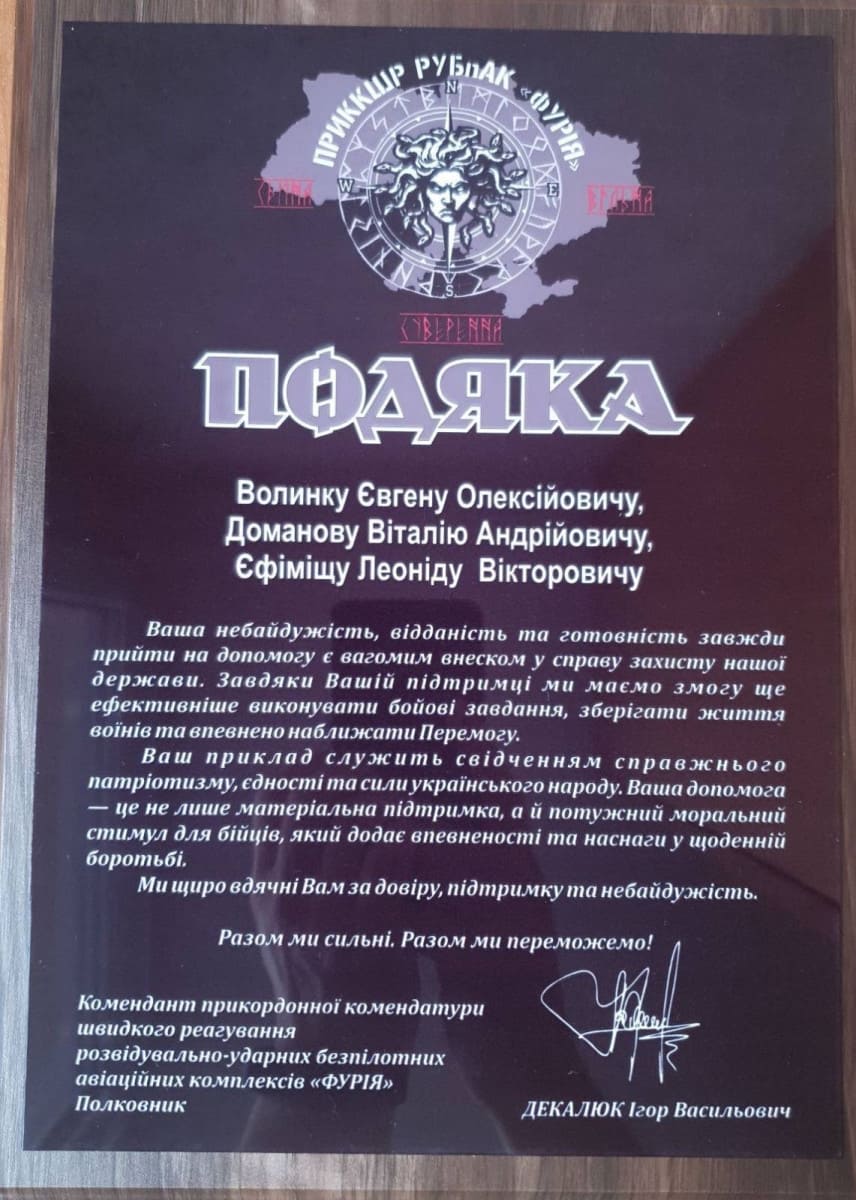 ПРИККШР РУБпАК «ФУРІЯ»
N
W
E
S
ПОДЯКА
Волинку Євгену Олексійовичу,
Доманову Віталію Андрійовичу,
Єфіміщу Леоніду Вікторовичу
Ваша небайдужість, відданість та готовність завжди
прийти на допомогу є вагомим внеском у справу захисту нашої
держави. Завдяки Вашій підтримці ми маємо змогу ще
ефективніше виконувати бойові завдання, зберігати життя
воїнів та впевнено наближати Перемогу.
Ваш приклад служить свідченням справжнього
патріотизму, єдності та сили українського народу. Ваша допомога
— це не лише матеріальна підтримка, а й потужний моральний
стимул для бійців, який додає впевненості та наснаги у щоденній
боротьбі.
Ми щиро вдячні Вам за довіру, підтримку та небайдужість.
Разом ми сильні. Разом ми переможемо!
Комендант прикордонної комендатури
швидкого реагування
розвідувально-ударних безпілотних
авіаційних комплексів «ФУРІЯ»
Полковник
ДЕКАЛЮК Ігор Васильович